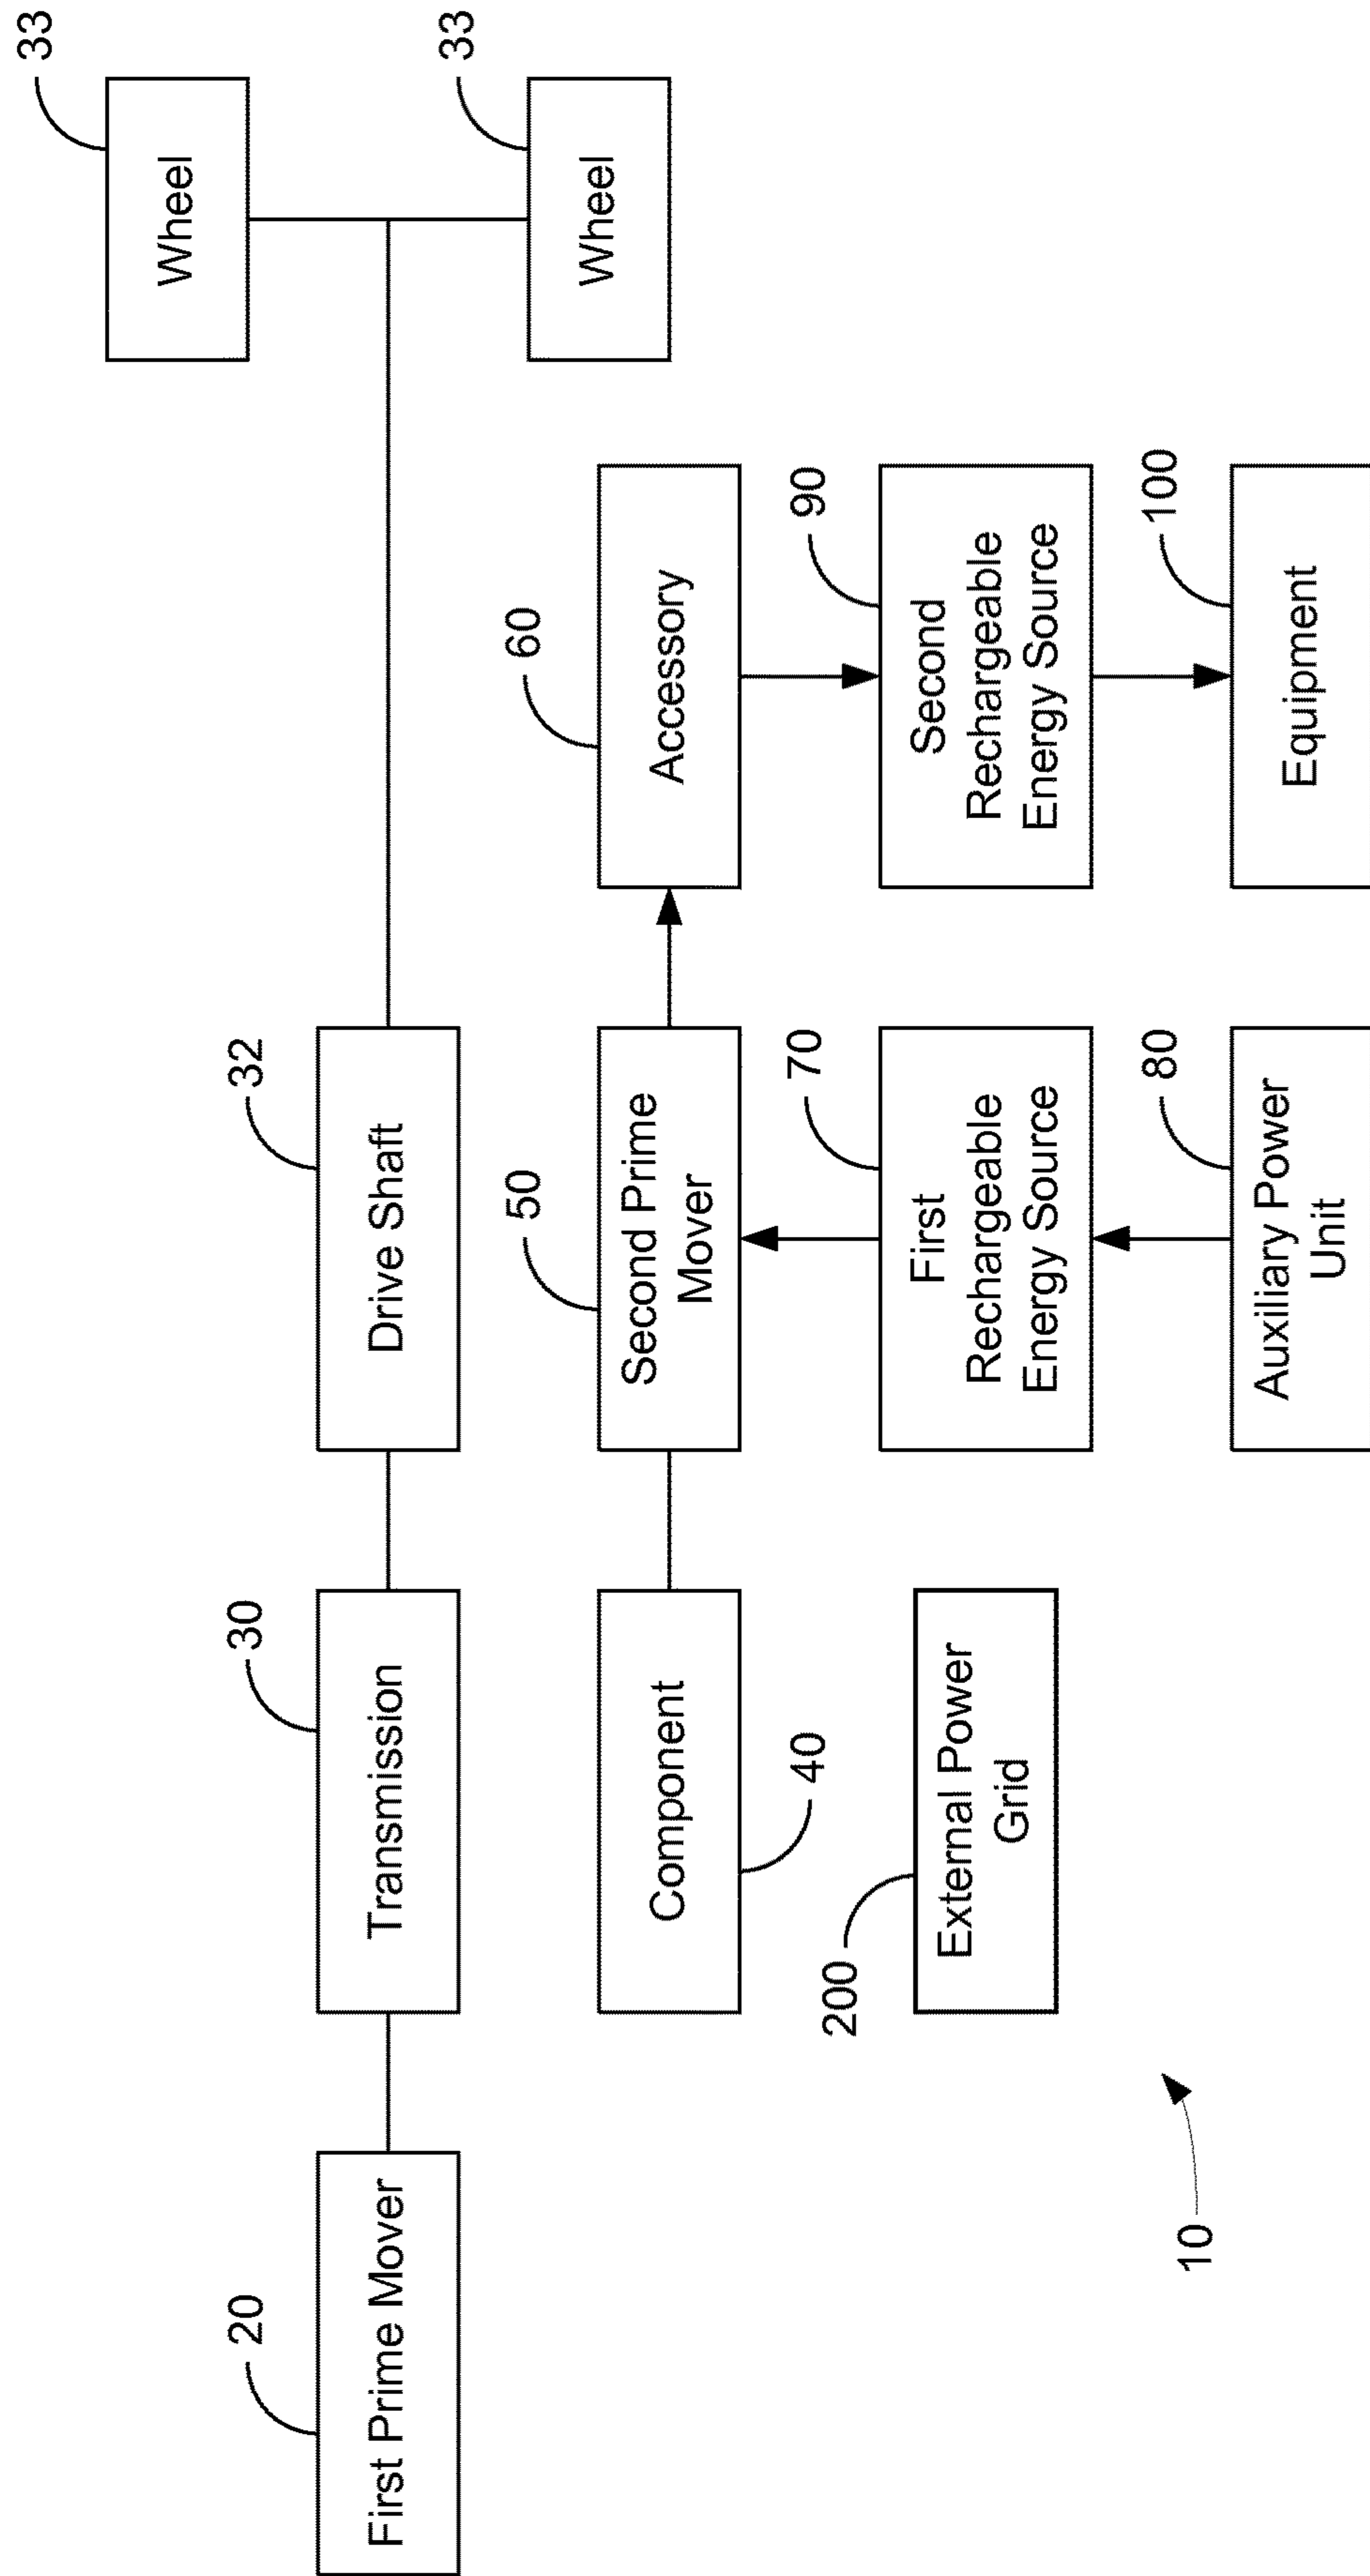 33
Wheel
20
First Prime Mover
30
Transmission
32
Drive Shaft
33
Wheel
Component
40
50
Second Prime
Mover
60
Accessory
200
External Power
Grid
70
First
Rechargeable
Energy Source
90
Second
Rechargeable
Energy Source
80
Auxiliary Power
Unit
100
Equipment
10